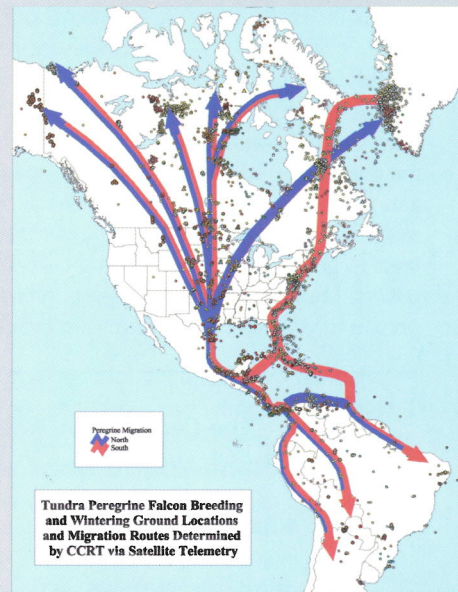 Peregrine Migration
North
South
Tundra Peregrine Falcon Breeding
and Wintering Ground Locations
and Migration Routes Determined
by CCRT via Satellite Telemetry